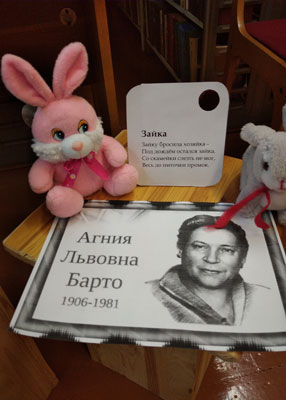 Зайка
Зайку бросила хозяйка –
Под дождём остался зайка.
Со скамейки слезть не мог,
Весь до ниточки промок.
Агния
Львовна
Барто
1906-1981